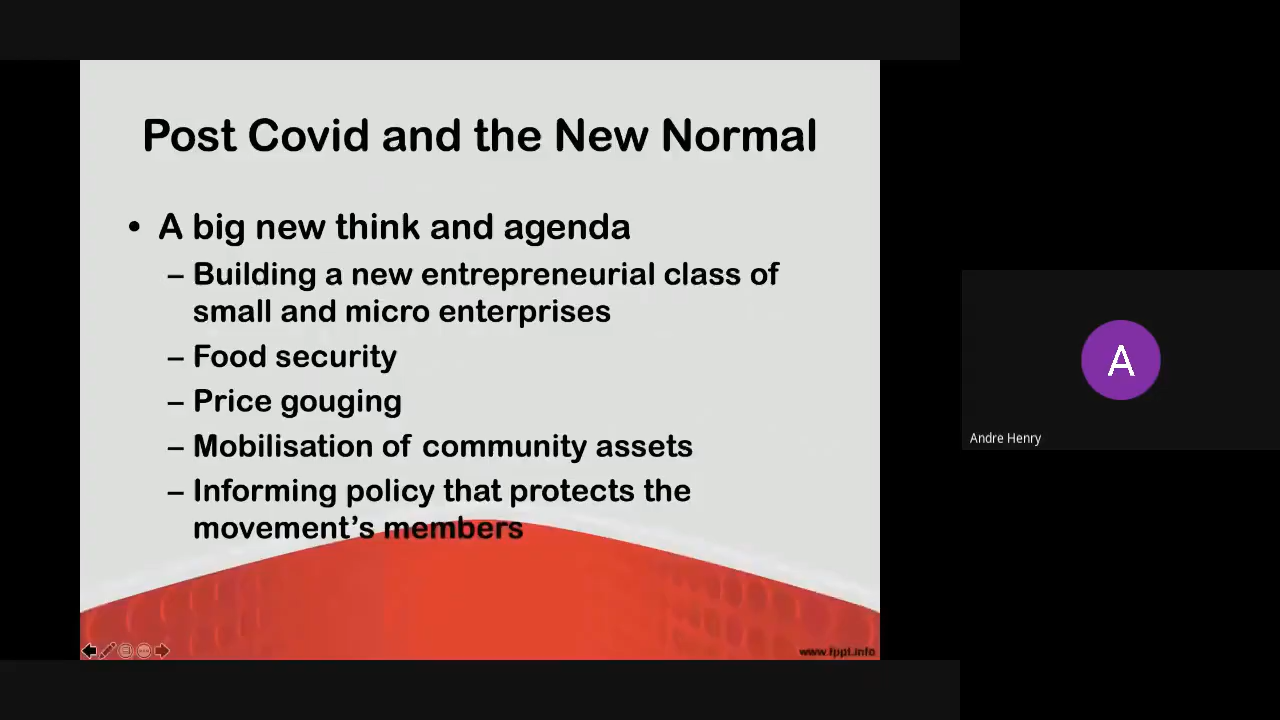 Post Covid and the New Normal
• A big new think and agenda
– Building a new entrepreneurial class of
small and micro enterprises
– Food security
– Price gouging
– Mobilisation of community assets
– Informing policy that protects the
movement’s members
www.fppt.info
A
Andre Henry